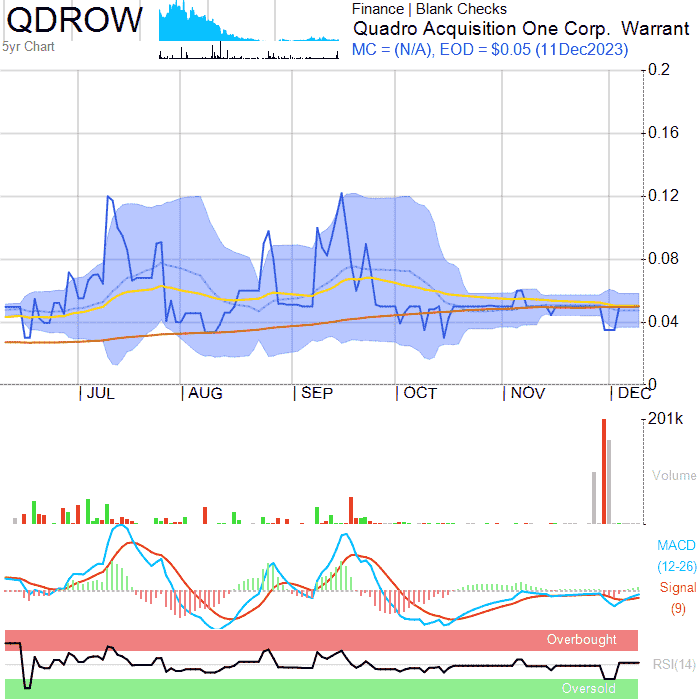 QDROW
5yr Chart
Finance | Blank Checks
Quadro Acquisition One Corp. Warrant
MC = (N/A), EOD = $0.05 (11Dec2023)
0.2
0.16
0.12
0.08
0.04
0
JUL
AUG
SEP
OCT
NOV
DEC
201k
Volume
MACD
(12-26)
Signal
(9)
Overbought
RSI(14)
Oversold